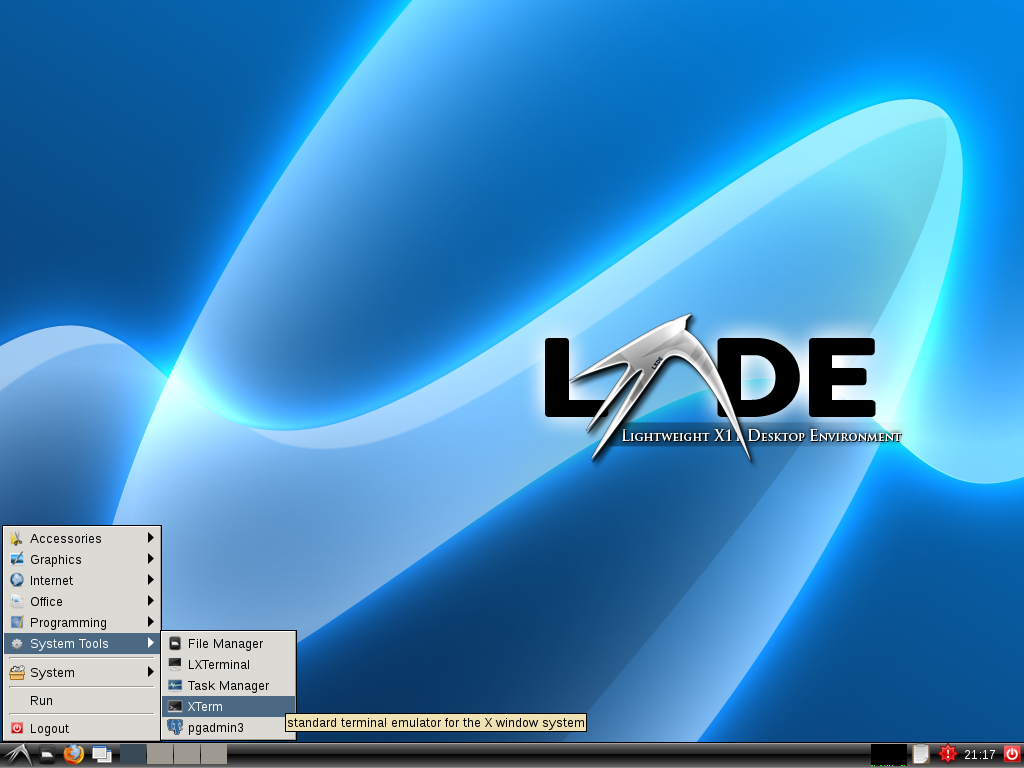 LXDE
Lightweight X11 Desktop Environment
Accessories
Graphics
Internet
Office
Programming
System Tools
System
Run
Logout
File Manager
LXTerminal
Task Manager
XTerm
pgadmin3
standard terminal emulator for the X window system
21:17